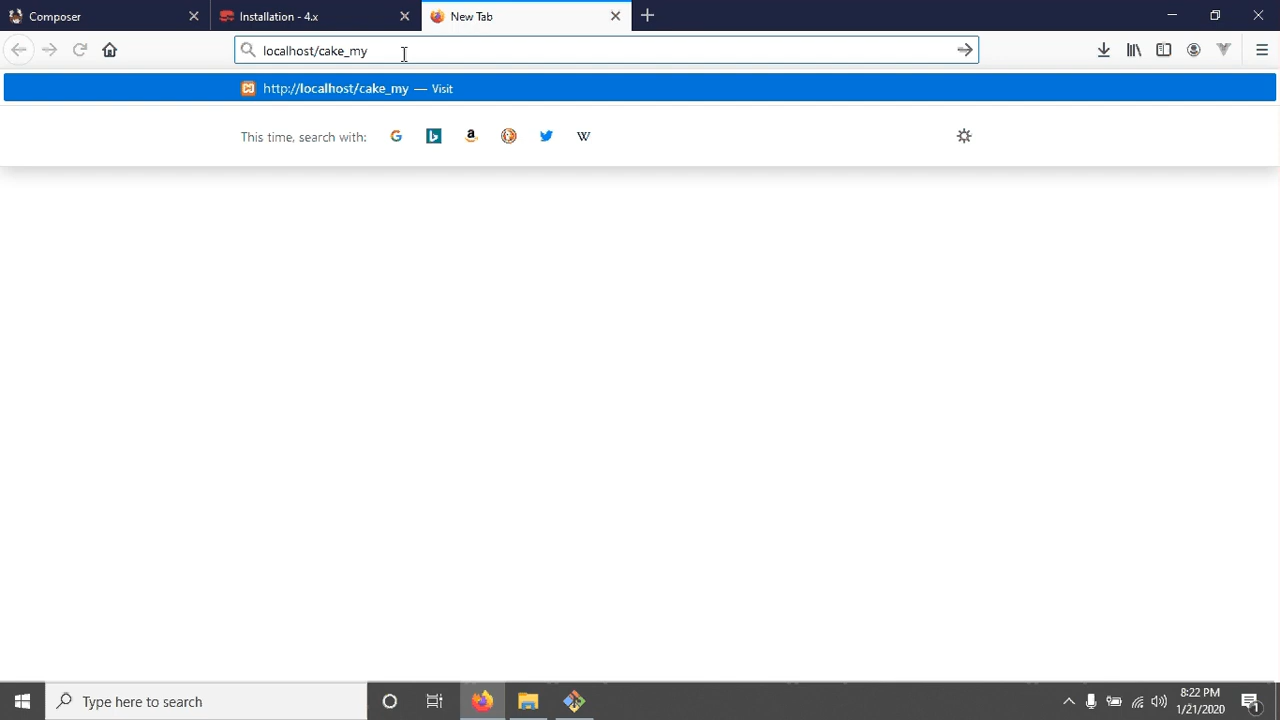 Composer
Installation - 4.x
New Tab
localhost/cake_my
http://localhost/cake_my — Visit
This time, search with:
Type here to search
8:22 PM
1/21/2020